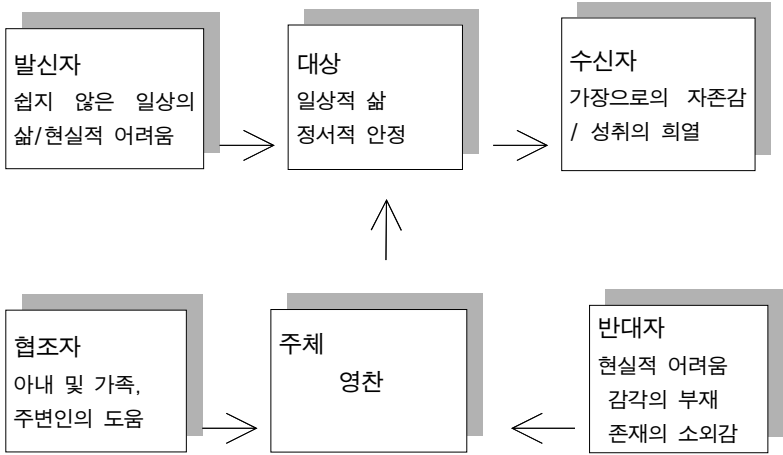 발신자
쉽지 않은 일상의
삶/현실적 어려움
대상
일상적 삶
정서적 안정
수신자
가장으로의 자존감
/ 성취의 희열
협조자
아내 및 가족,
주변인의 도움
주체
영찬
반대자
현실적 어려움
감각의 부재
존재의 소외감